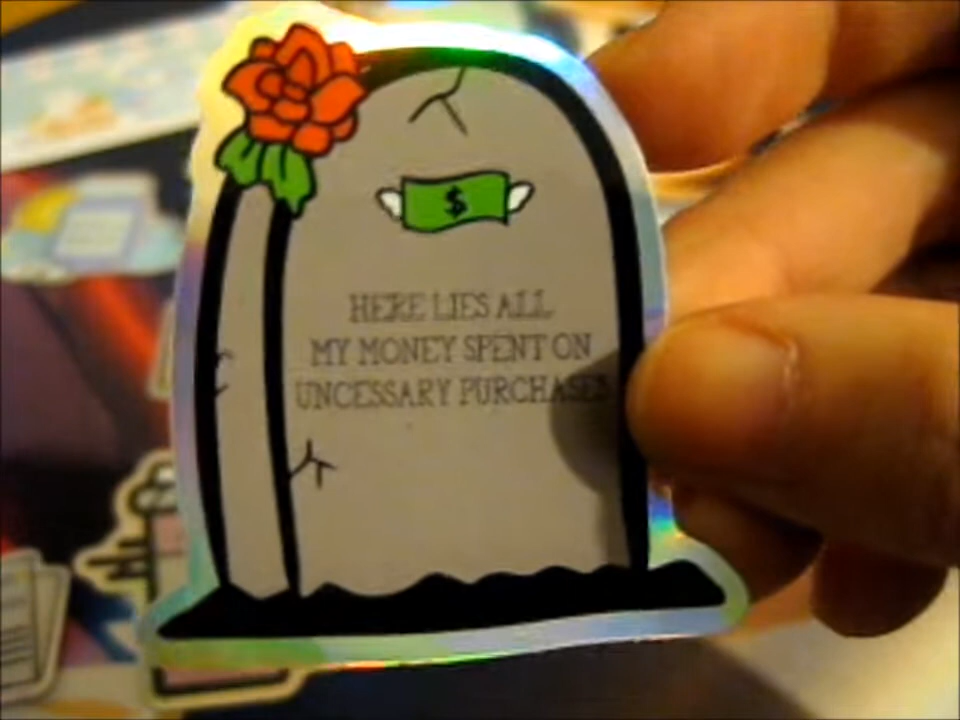 $
HERE LIES ALL
MY MONEY SPENT ON
UNCESSARY PURCHASES